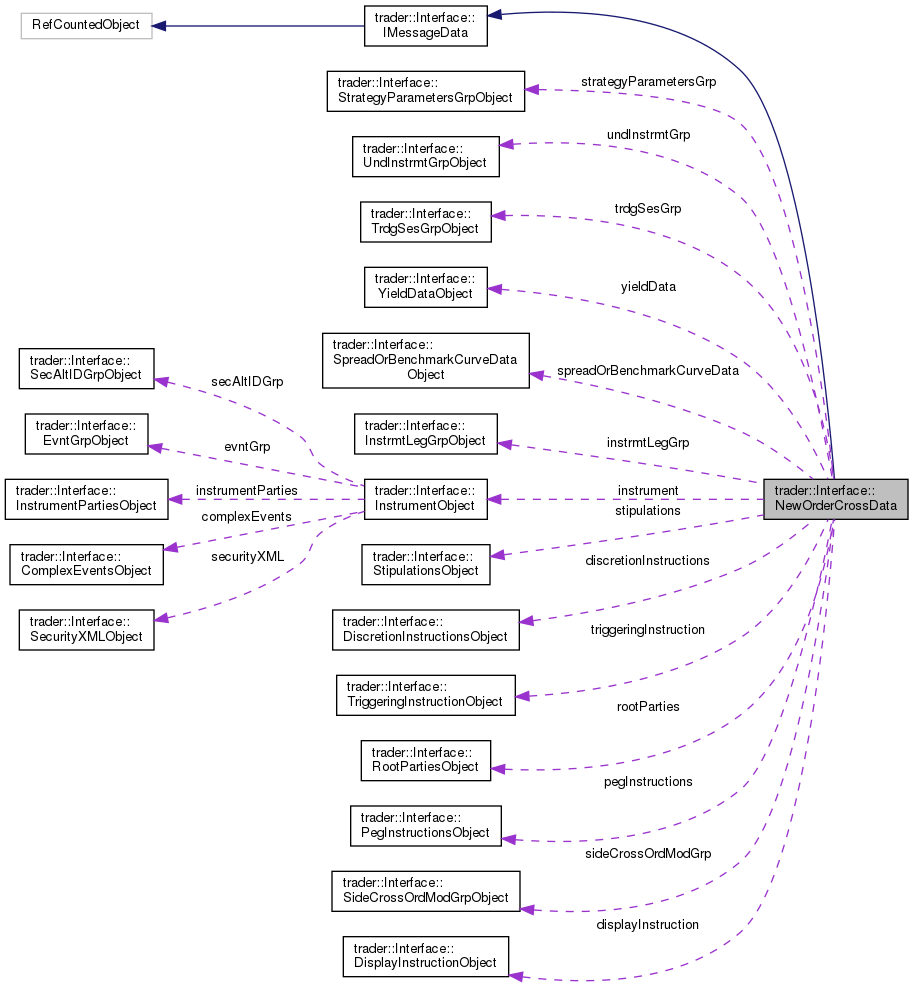 RefCountedObject
trader::Interface::
IMessageData
trader::Interface::
StrategyParametersGrpObject
strategyParametersGrp
trader::Interface::
UndInstrmtGrpObject
undInstrmtGrp
trader::Interface::
TrdgSesGrpObject
trdgSesGrp
trader::Interface::
YieldDataObject
yieldData
trader::Interface::
SpreadOrBenchmarkCurveData
Object
spreadOrBenchmarkCurveData
trader::Interface::
SecAltIDGrpObject
secAltIDGrp
trader::Interface::
EvntGrpObject
evntGrp
trader::Interface::
InstrmtLegGrpObject
instrmtLegGrp
trader::Interface::
InstrumentPartiesObject
instrumentParties
trader::Interface::
InstrumentObject
instrument
trader::Interface::
NewOrderCrossData
complexEvents
stipulations
trader::Interface::
ComplexEventsObject
securityXML
trader::Interface::
StipulationsObject
discretionInstructions
trader::Interface::
SecurityXMLObject
trader::Interface::
DiscretionInstructionsObject
triggeringInstruction
trader::Interface::
TriggeringInstructionObject
rootParties
trader::Interface::
RootPartiesObject
pegInstructions
trader::Interface::
PegInstructionsObject
sideCrossOrdModGrp
trader::Interface::
SideCrossOrdModGrpObject
displayInstruction
trader::Interface::
DisplayInstructionObject